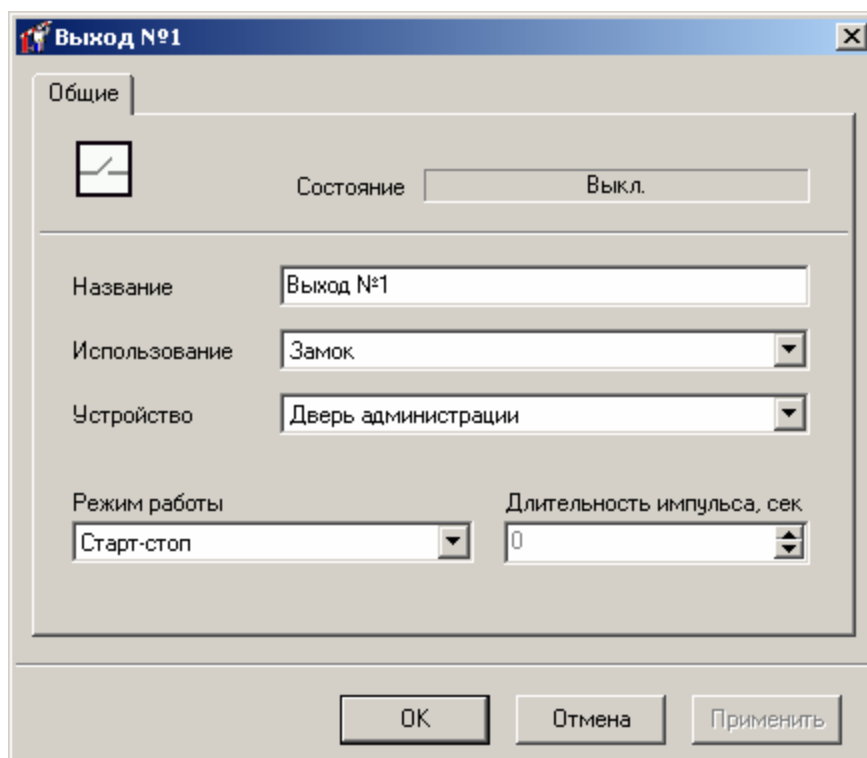 Выход №1
Общие
Состояние Выкл.
Название Выход №1
Использование Замок
Устройство Дверь администрации
Режим работы Длительность импульса, сек
Старт-стоп 0
OK Отмена Применить